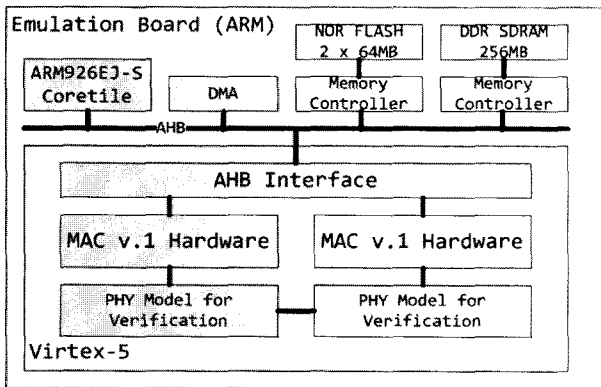 Emulation Board (ARM)
NOR FLASH
2 x 64MB
DDR SDRAM
256MB
ARM926EJ-S
Coretile
DMA
Memory
Controller
Memory
Controller
AHB
AHB Interface
MAC v.1 Hardware
MAC v.1 Hardware
PHY Model for
Verification
PHY Model for
Verification
Virtex-5